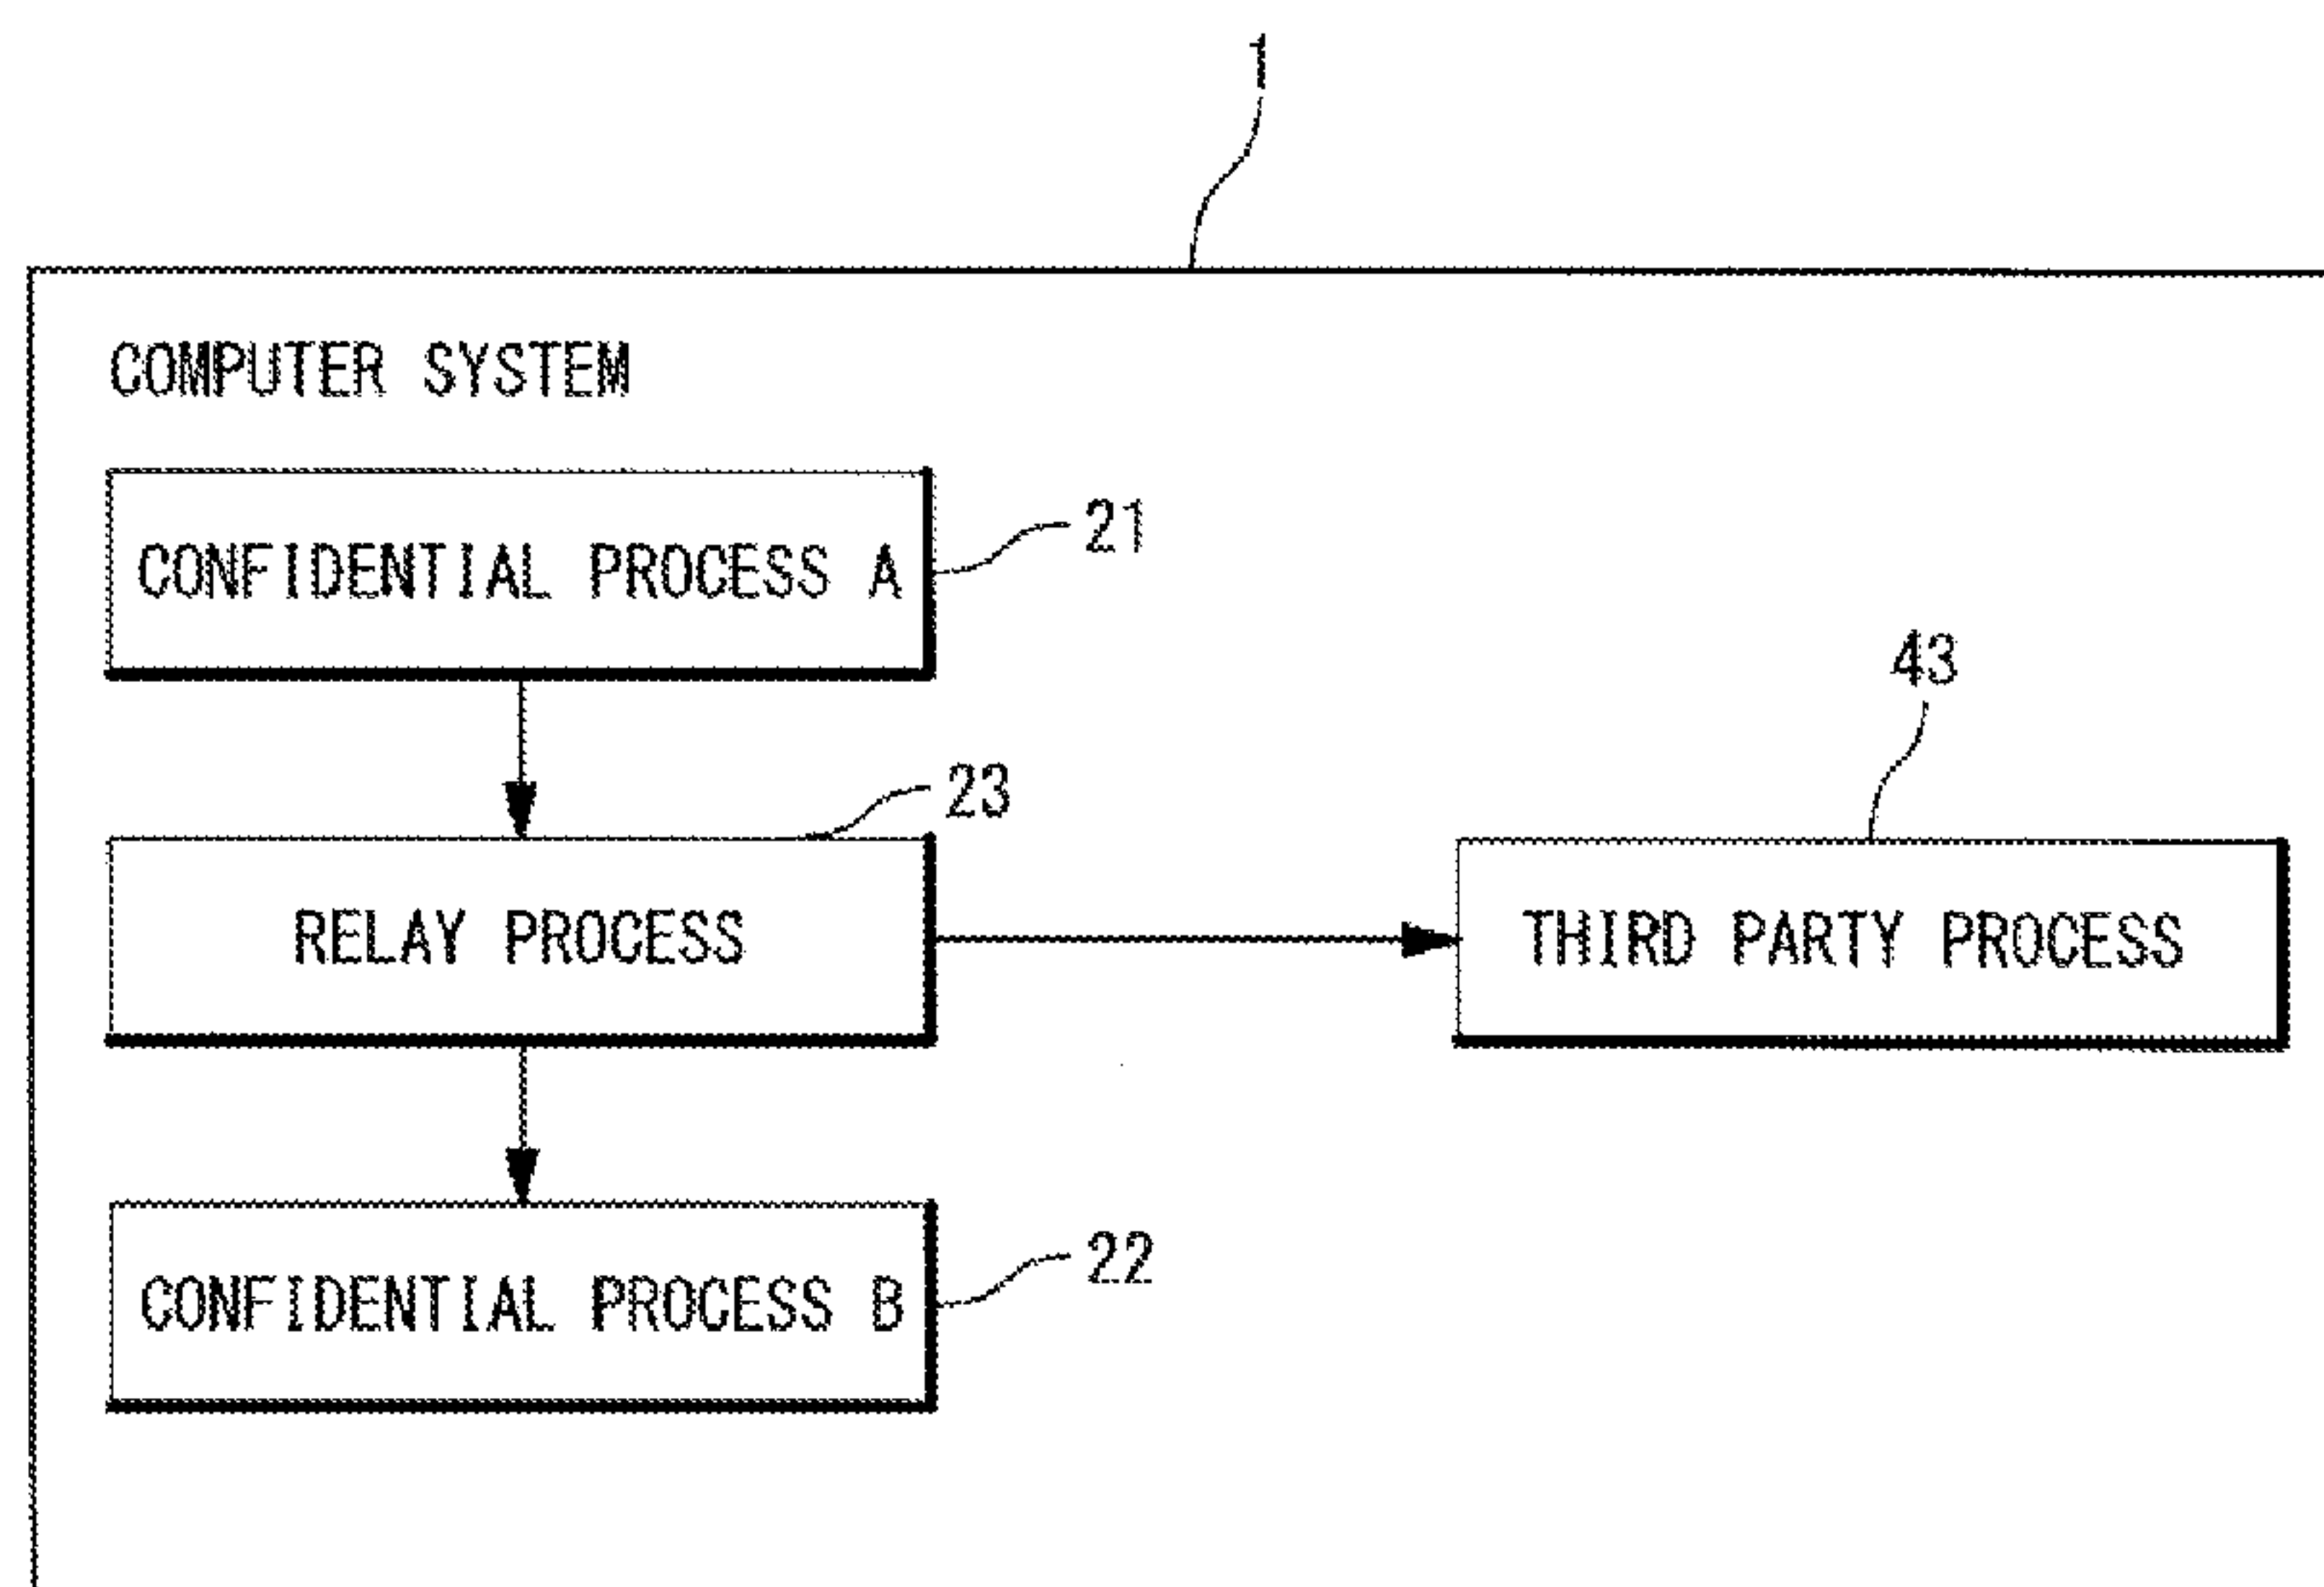 1
COMPUTER SYSTEM
CONFIDENTIAL PROCESS A
21
43
23
RELAY PROCESS
THIRD PARTY PROCESS
CONFIDENTIAL PROCESS B
22